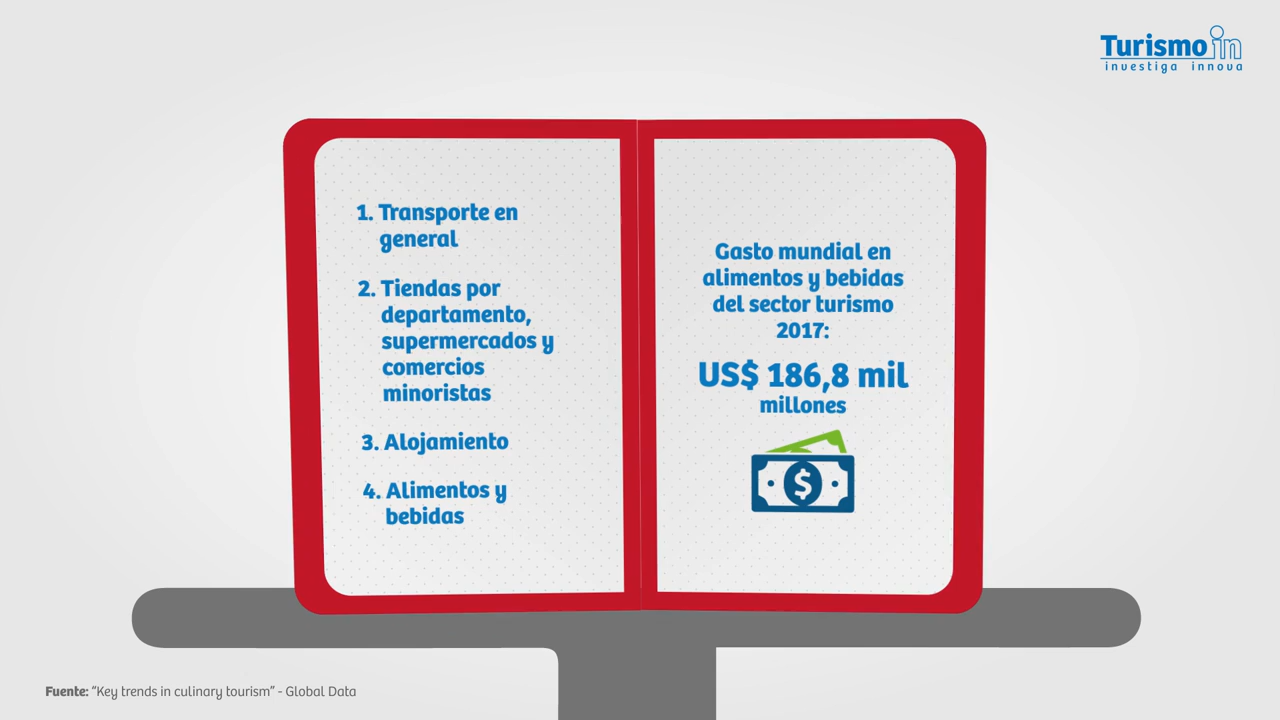 Turismo in
investiga innova
1. Transporte en
general
2. Tiendas por
departamento,
supermercados y
comercios
minoristas
3. Alojamiento
4. Alimentos y
bebidas
Gasto mundial en
alimentos y bebidas
del sector turismo
2017:
US$ 186,8 mil
millones
$
Fuente: “Key trends in culinary tourism” - Global Data